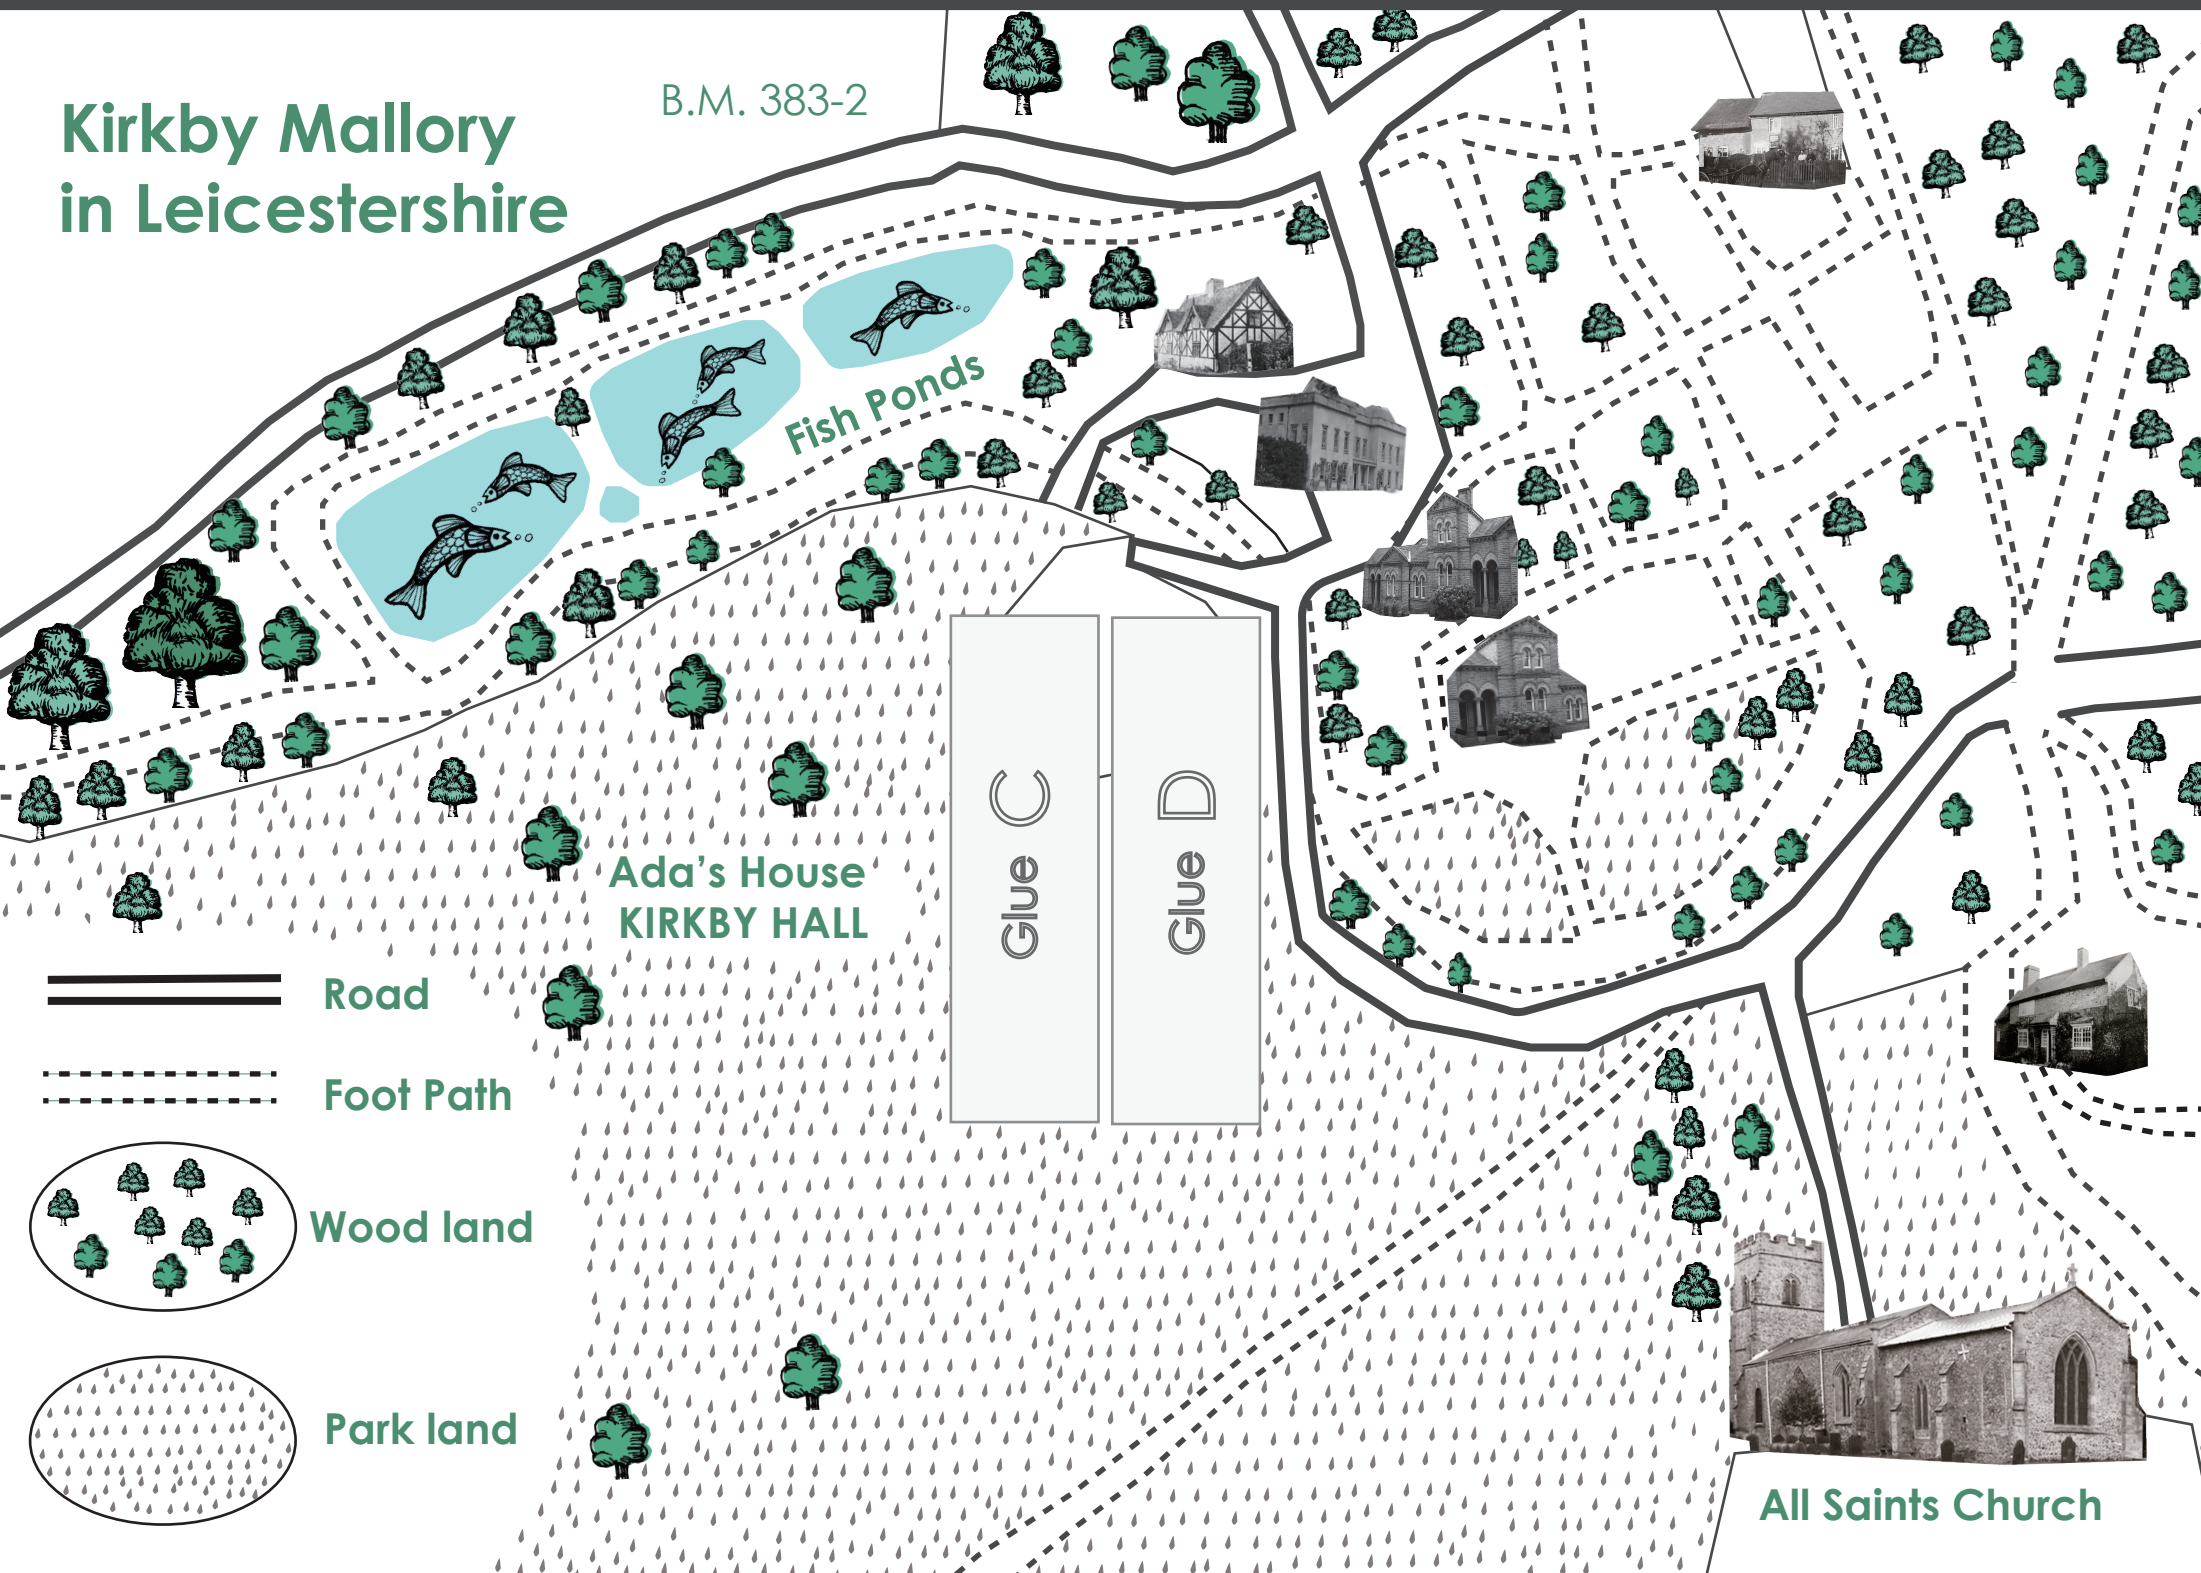 Kirkby Mallory
in Leicestershire
B.M. 383-2
Fish Ponds
Glue C
Glue D
Ada's House
KIRKBY HALL
Road
Foot Path
Wood land
Park land
All Saints Church